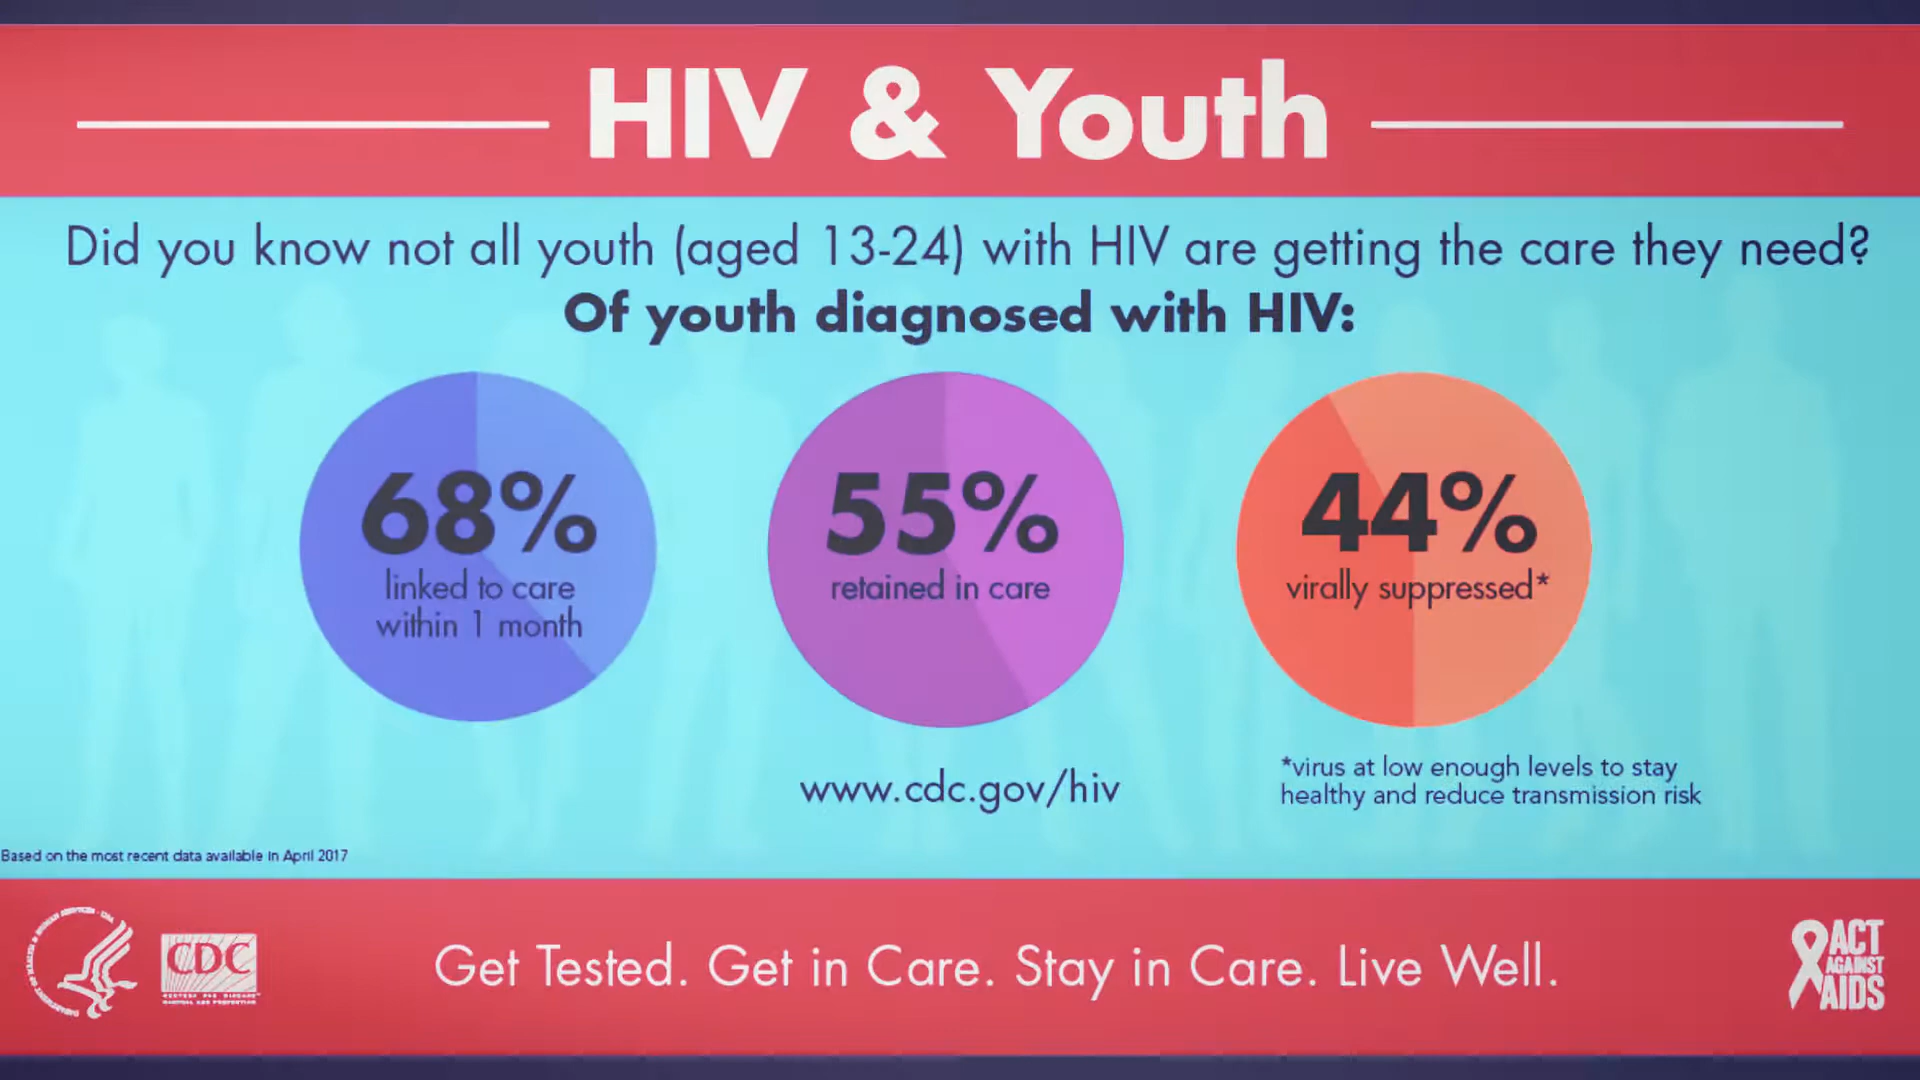 HIV & Youth
Did you know not all youth (aged 13-24) with HIV are getting the care they need?
Of youth diagnosed with HIV:
68%
linked to care
within 1 month
55%
retained in care
44%
virally suppressed*
www.cdc.gov/hiv
*virus at low enough levels to stay
healthy and reduce transmission risk
Based on the most recent data available in April 2017
CDC
Get Tested. Get in Care. Stay in Care. Live Well.
ACT
AGAINST
AIDS